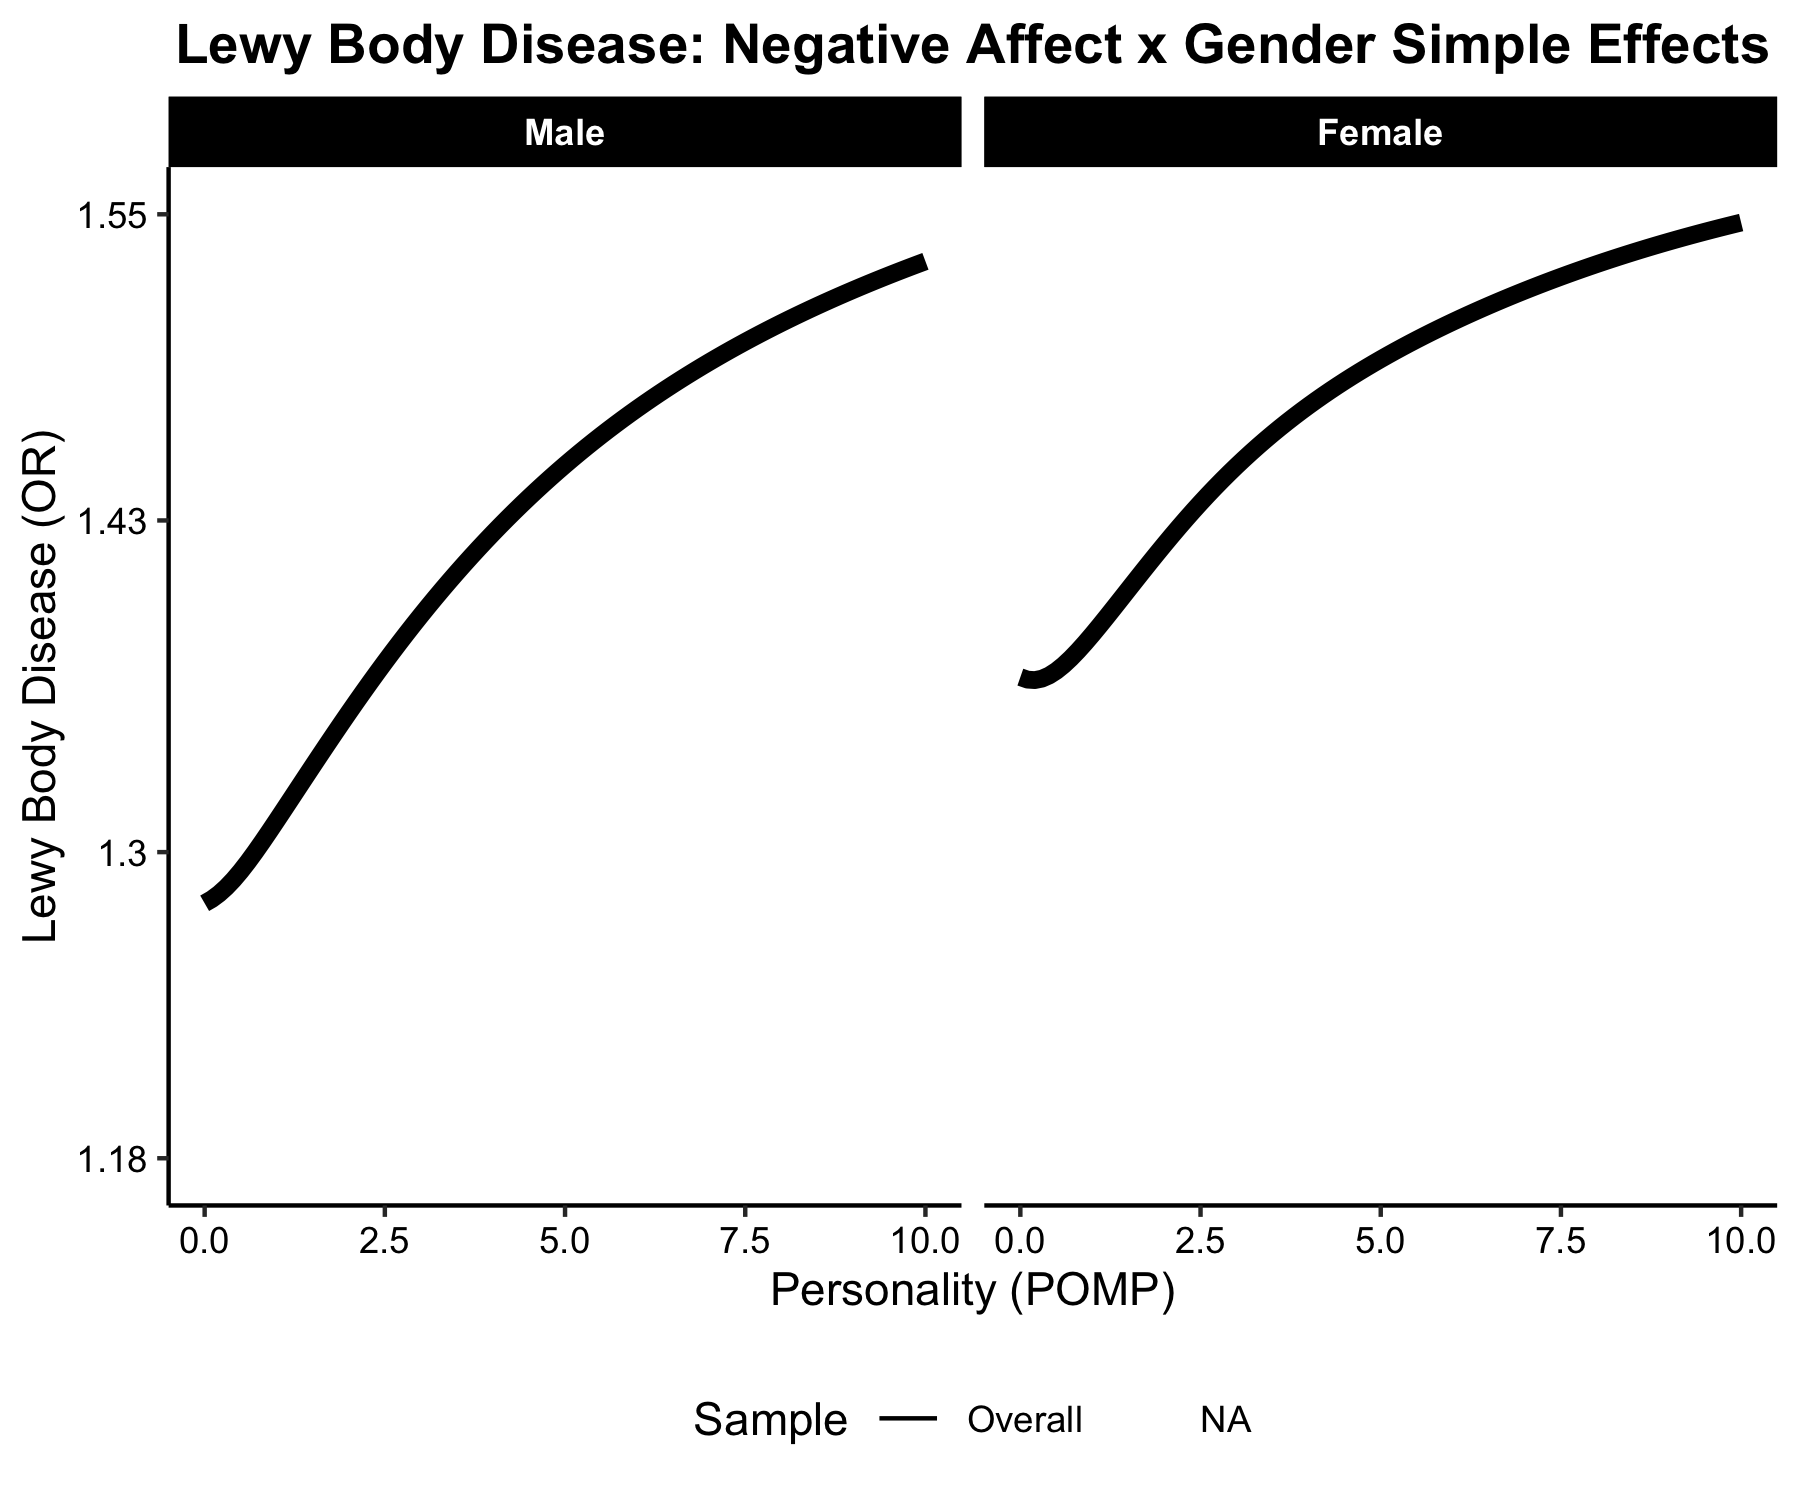 Lewy Body Disease: Negative Affect x Gender Simple Effects
Male
Female
Lewy Body Disease (OR)
1.55
1.43
1.3
1.18
0.0 2.5 5.0 7.5 10.0
0.0 2.5 5.0 7.5 10.0
Personality (POMP)
Sample Overall NA